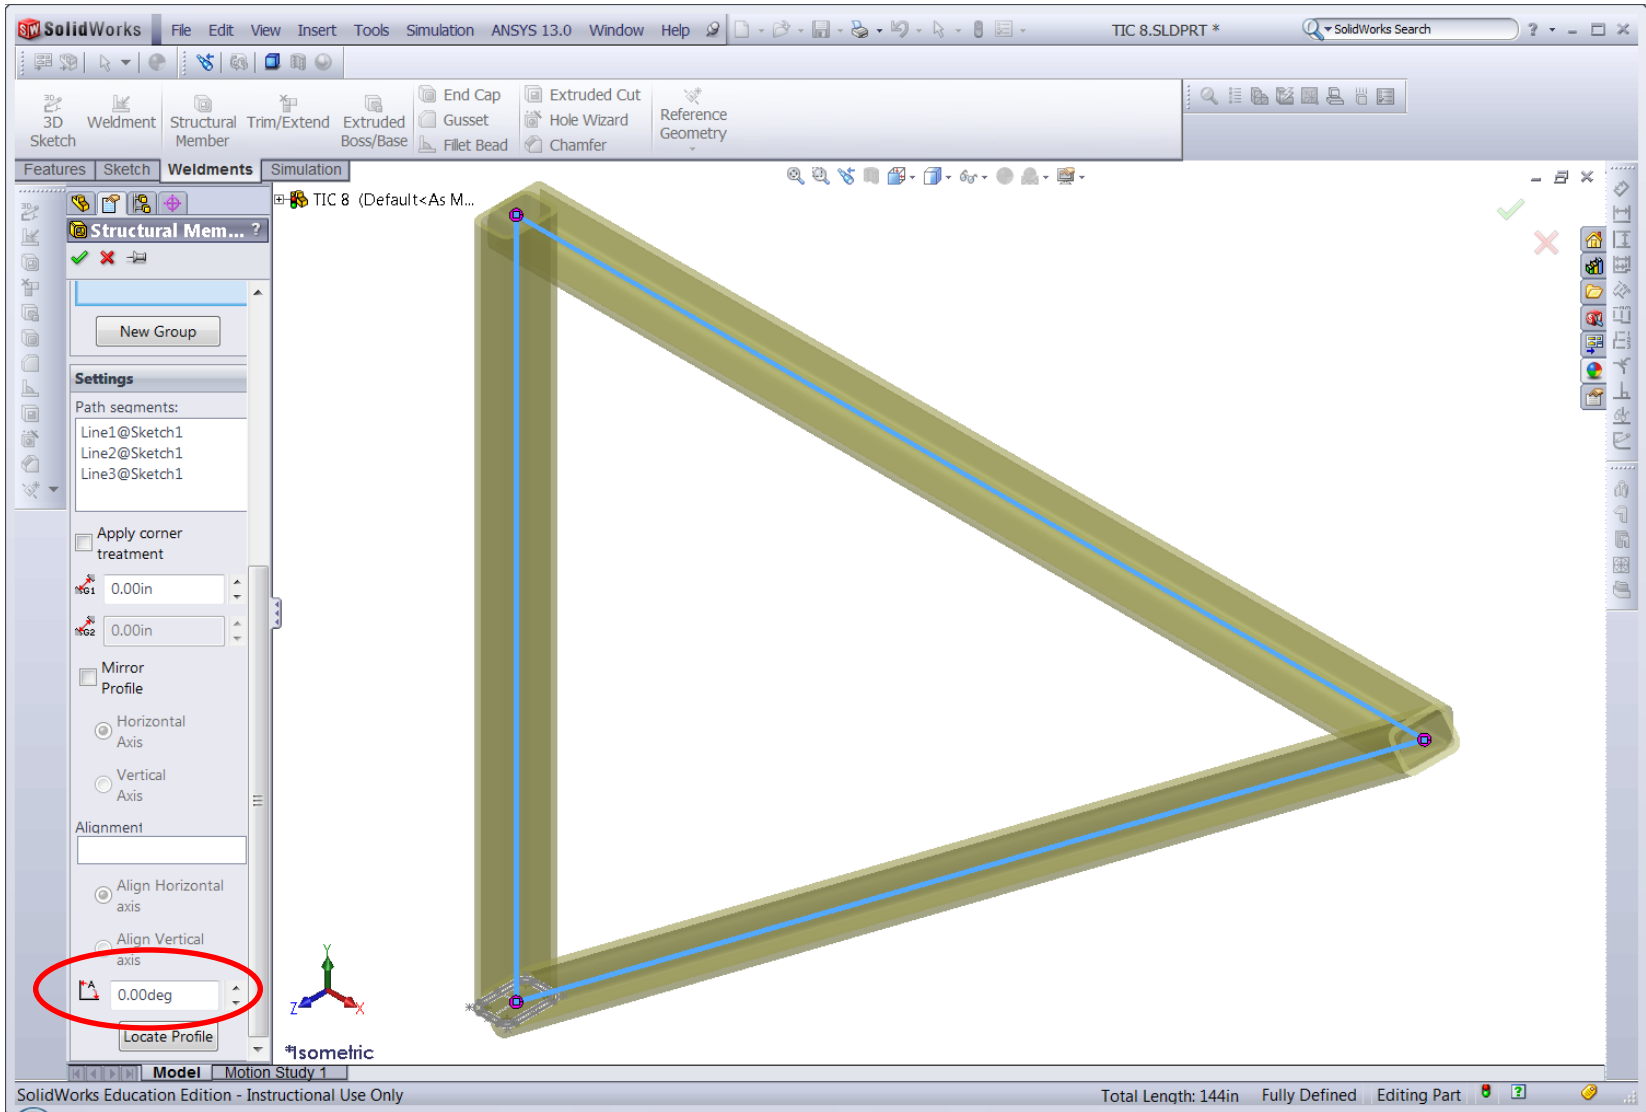 SolidWorks File Edit View Insert Tools Simulation ANSYS 13.0 Window Help TIC 8.SLDPRT * SolidWorks Search ?
3D Sketch
Weldment
Structural Member
Trim/Extend
Extruded Boss/Base
End Cap
Gusset
Fillet Bead
Extruded Cut
Hole Wizard
Chamfer
Reference Geometry
Features Sketch Weldments Simulation
TIC 8 (Default<As M...
Structural Mem... ?
New Group
Settings
Path segments:
Line1@Sketch1
Line2@Sketch1
Line3@Sketch1
Apply corner
treatment
G1 0.00in
G2 0.00in
Mirror
Profile
Horizontal
Axis
Vertical
Axis
Alignment
Align Horizontal
axis
Align Vertical
axis
A 0.00deg
Locate Profile
Y
Z X
*Isometric
Model Motion Study 1
SolidWorks Education Edition - Instructional Use Only Total Length: 144in Fully Defined Editing Part ?